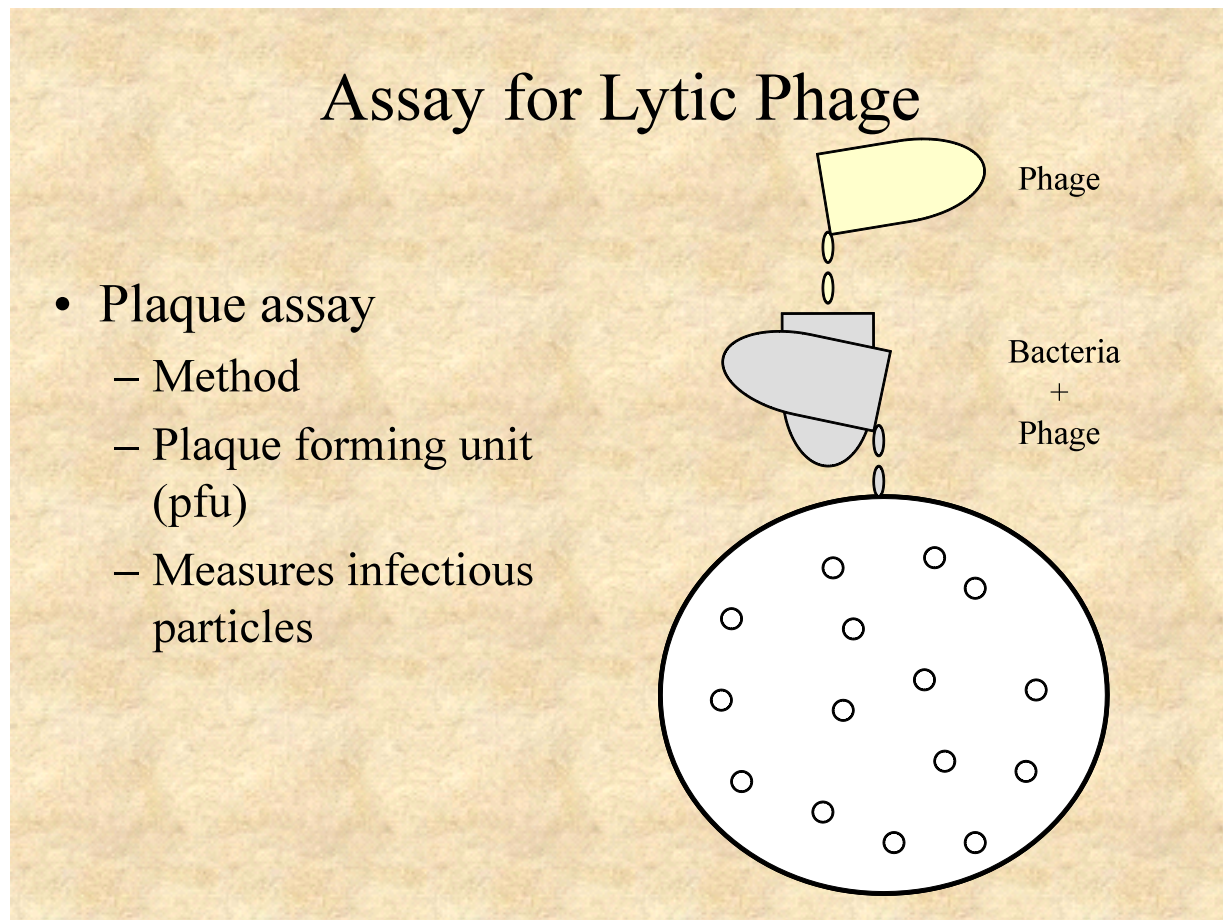 Assay for Lytic Phage
Phage
• Plaque assay
– Method
– Plaque forming unit
(pfu)
– Measures infectious
particles
Bacteria
+
Phage